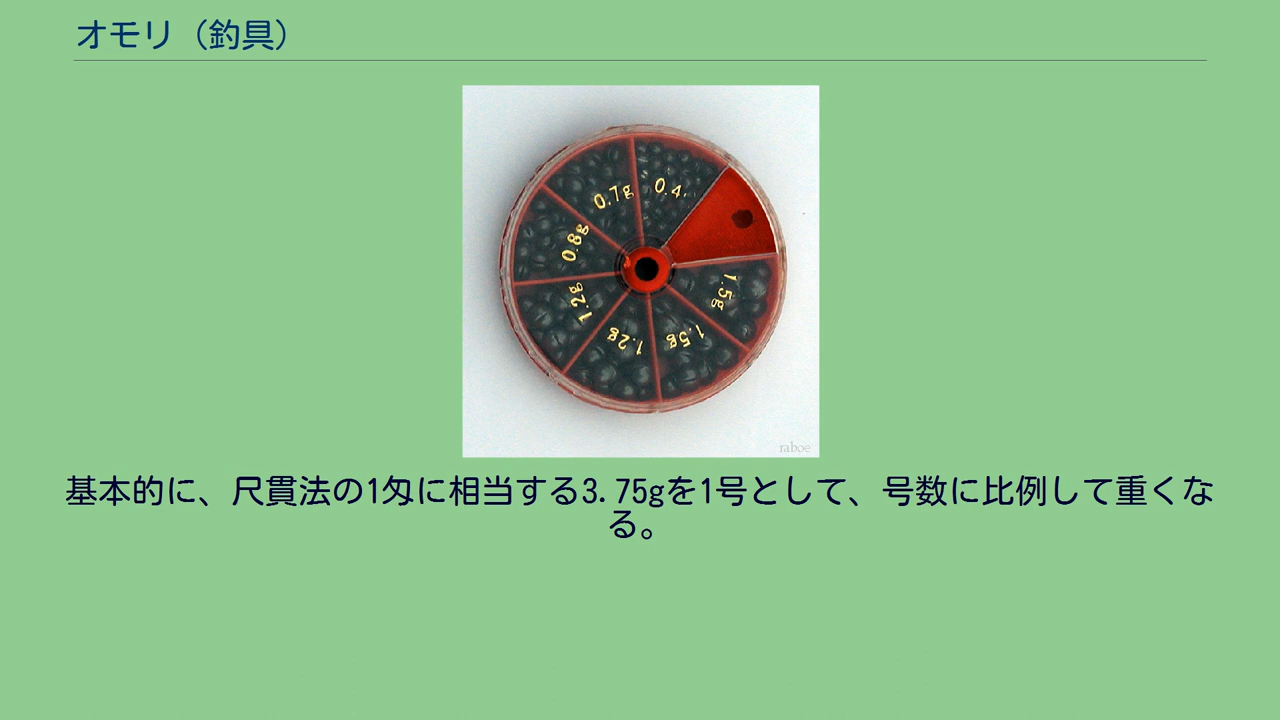 オモリ（釣具）
0.7g
0.4
0.8g
1.5g
1.2g
1.2g
1.5g
raboe
基本的に、尺貫法の1匁に相当する3.75gを1号として、号数に比例して重くな
る。